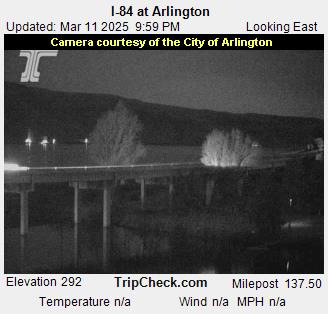 I-84 at Arlington
Updated: Mar 11 2025 9:59 PM Looking East
Camera courtesy of the City of Arlington
Elevation 292 TripCheck.com Milepost 137.50
Temperature n/a Wind n/a MPH n/a